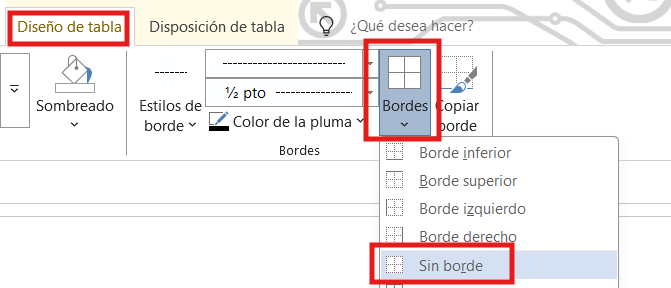 Diseño de tabla
Disposición de tabla
¿Qué desea hacer?
Sombreado
Estilos de
borde
½ pto
Color de la pluma
Bordes
Copiar
borde
Bordes
Borde inferior
Borde superior
Borde izquierdo
Borde derecho
Sin borde